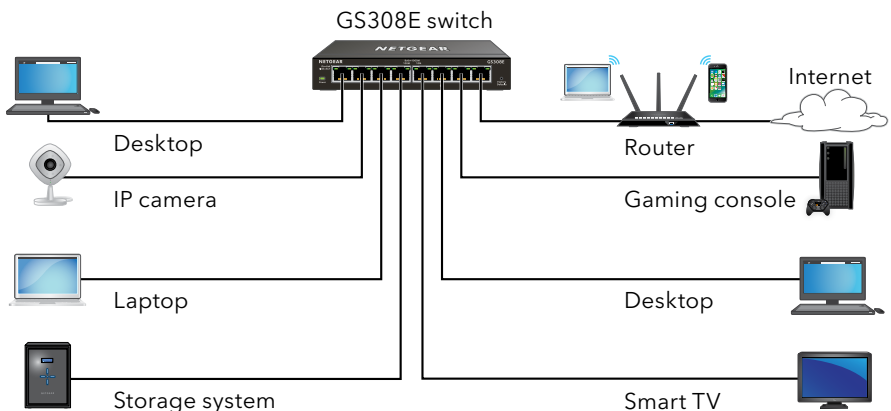 GS308E switch
NETGEAR
NETGEAR
GS308E
Internet
Desktop
Router
IP camera
Gaming console
Laptop
Desktop
Storage system
Smart TV